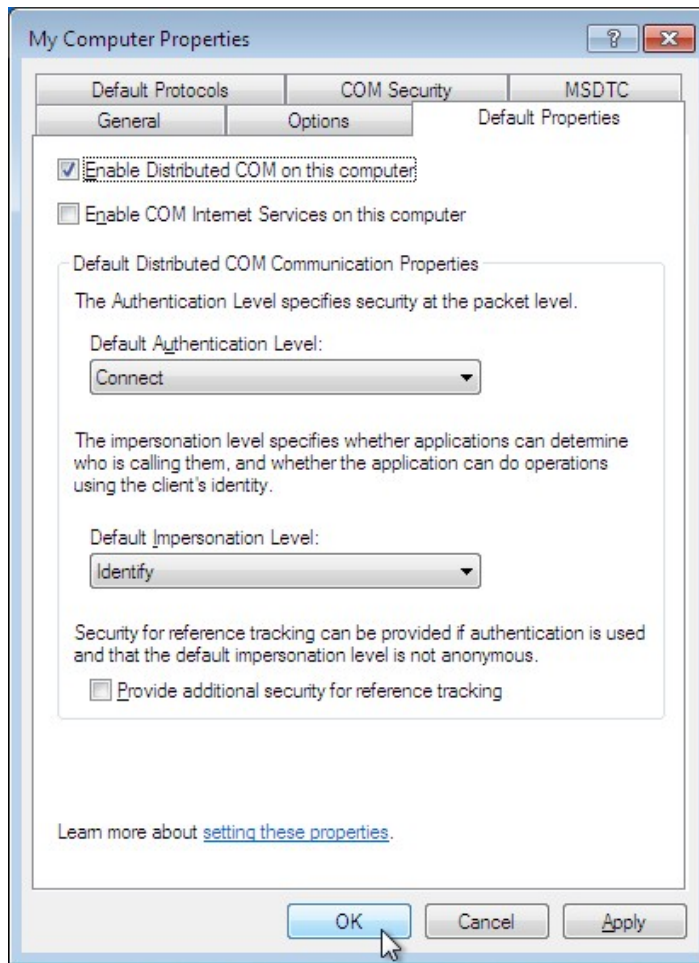 My Computer Properties
?
Default Protocols COM Security MSDTC
General Options Default Properties
Enable Distributed COM on this computer
Enable COM Internet Services on this computer
Default Distributed COM Communication Properties
The Authentication Level specifies security at the packet level.
Default Authentication Level:
Connect
The impersonation level specifies whether applications can determine
who is calling them, and whether the application can do operations
using the client's identity.
Default Impersonation Level:
Identify
Security for reference tracking can be provided if authentication is used
and that the default impersonation level is not anonymous.
Provide additional security for reference tracking
Learn more about setting these properties.
OK Cancel Apply